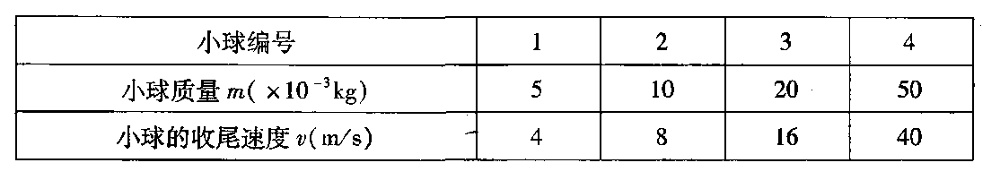 小球编号 1 2 3 4
小球质量 m( ×10⁻³kg) 5 10 20 50
小球的收尾速度 v(m/s) 4 8 16 40